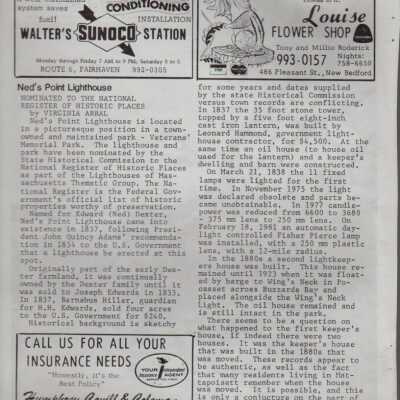 CONDITIONING
system saves
fuel!
INSTALLATION
WALTER'S SUNOCO STATION
Monday through Friday 7 AM to 9 PM, Saturday 8 to 5
ROUTE 6, FAIRHAVEN 992-0305
Louise
FLOWER SHOP
Tony and Millie Roderick
993-0157
Nights:
758-6650
486 Pleasant St., New Bedford
Ned's Point Lighthouse
NOMINATED TO THE NATIONAL
REGISTER OF HISTORIC PLACES
by VIRGINIA ARRAL
Ned's Point Lighthouse is located
in a picturesque position in a town-
owned and maintained park - Veterans'
Memorial Park. The lighthouse and
park have been nominated by the
State Historical Commission to the
National Register of Historic Places
as part of the Lighthouses of Mas-
sachusetts Thematic Group. The Na-
tional Register is the Federal Gov-
ernment's official list of historic
properties worthy of preservation.
Named for Edward (Ned) Dexter,
Ned's Point Lighthouse came into
existence in 1837, following Presi-
dent John Quincy Adams' recommen-
dation in 1834 to the U.S. Government
that a lighthouse be erected at this
spot.
Originally part of the early Dex-
ter farmland, it was continually
owned by the Dexter family until it
was sold to Joseph Edwards in 1833.
In 1837, Barnabus Hiller, guardian
for H.H. Edwards, sold four acres
to the U.S. Government for $240.
Historical background is sketchy
for some years and dates supplied
by the state Historical Commission
versus town records are conflicting.
In 1837 the 35 foot stone tower,
topped by a five foot eight-inch
cast iron lantern, was built by
Leonard Hammond, government light-
house contractor, for $4,500. At the
same time an oil house (to house oil
used for the lantern) and a keeper's
dwelling and barn were constructed.
On March 21, 1838 the 11 fixed
lamps were lighted for the first
time. In November 1975 the light
was declared obsolete and parts be-
came unobtainable. In 1977 candle-
power was reduced from 6600 to 3680
- 375 mm lens to 250 mm lens. On
February 18, 1981 an automatic day-
light controlled Fisher Pierce lamp
was installed, with a 250 mm plastic
lens, with a 12-mile radius.
In the 1880s a second lightkeep-
ers house was built. This house re-
mained until 1923 when it was float-
ed by barge to Wing's Neck in Po-
casset across Buzzards Bay and
placed alongside the Wing's Neck
Light. The oil house remained and
is still intact in the park.
There seems to be a question on
what happened to the first keeper's
house, if indeed there were two
houses. It was the keeper's house
that was built in the 1880s that
was moved. These records appear to
be authentic, as well as the fact
that many residents living in Mat-
tapoisett remember when the house
was moved. It is possible, and this
is only a conjecture on the part of
CALL US FOR ALL YOUR
INSURANCE NEEDS
"Honestly, it's the
Best Policy"
YOUR Independent
Insurance
AGENT